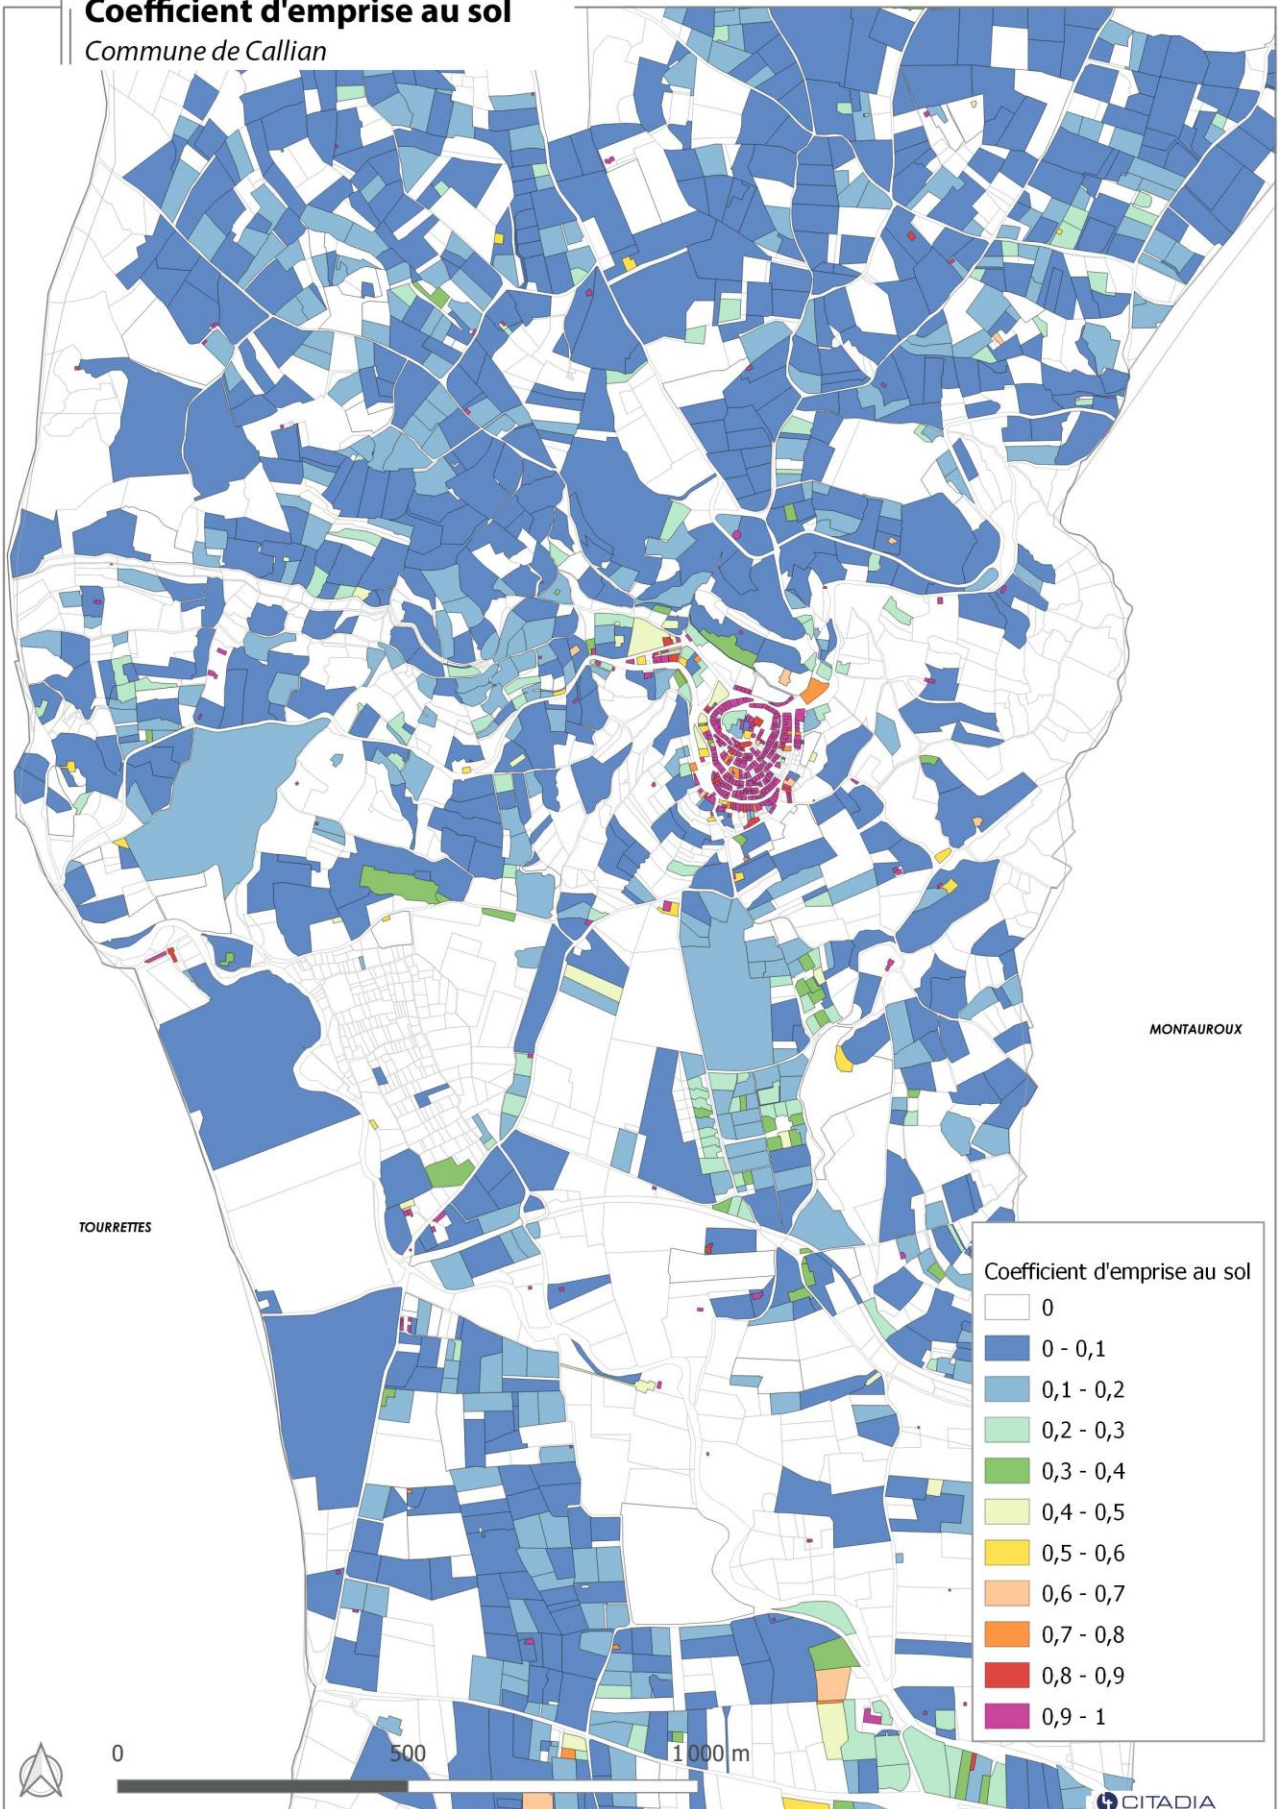 Coefficient d'emprise au sol
Commune de Callian
MONTAUROUX
TOURRETTES
Coefficient d'emprise au sol
0
0 - 0,1
0,1 - 0,2
0,2 - 0,3
0,3 - 0,4
0,4 - 0,5
0,5 - 0,6
0,6 - 0,7
0,7 - 0,8
0,8 - 0,9
0,9 - 1
0 500 1 000 m
CITADIA